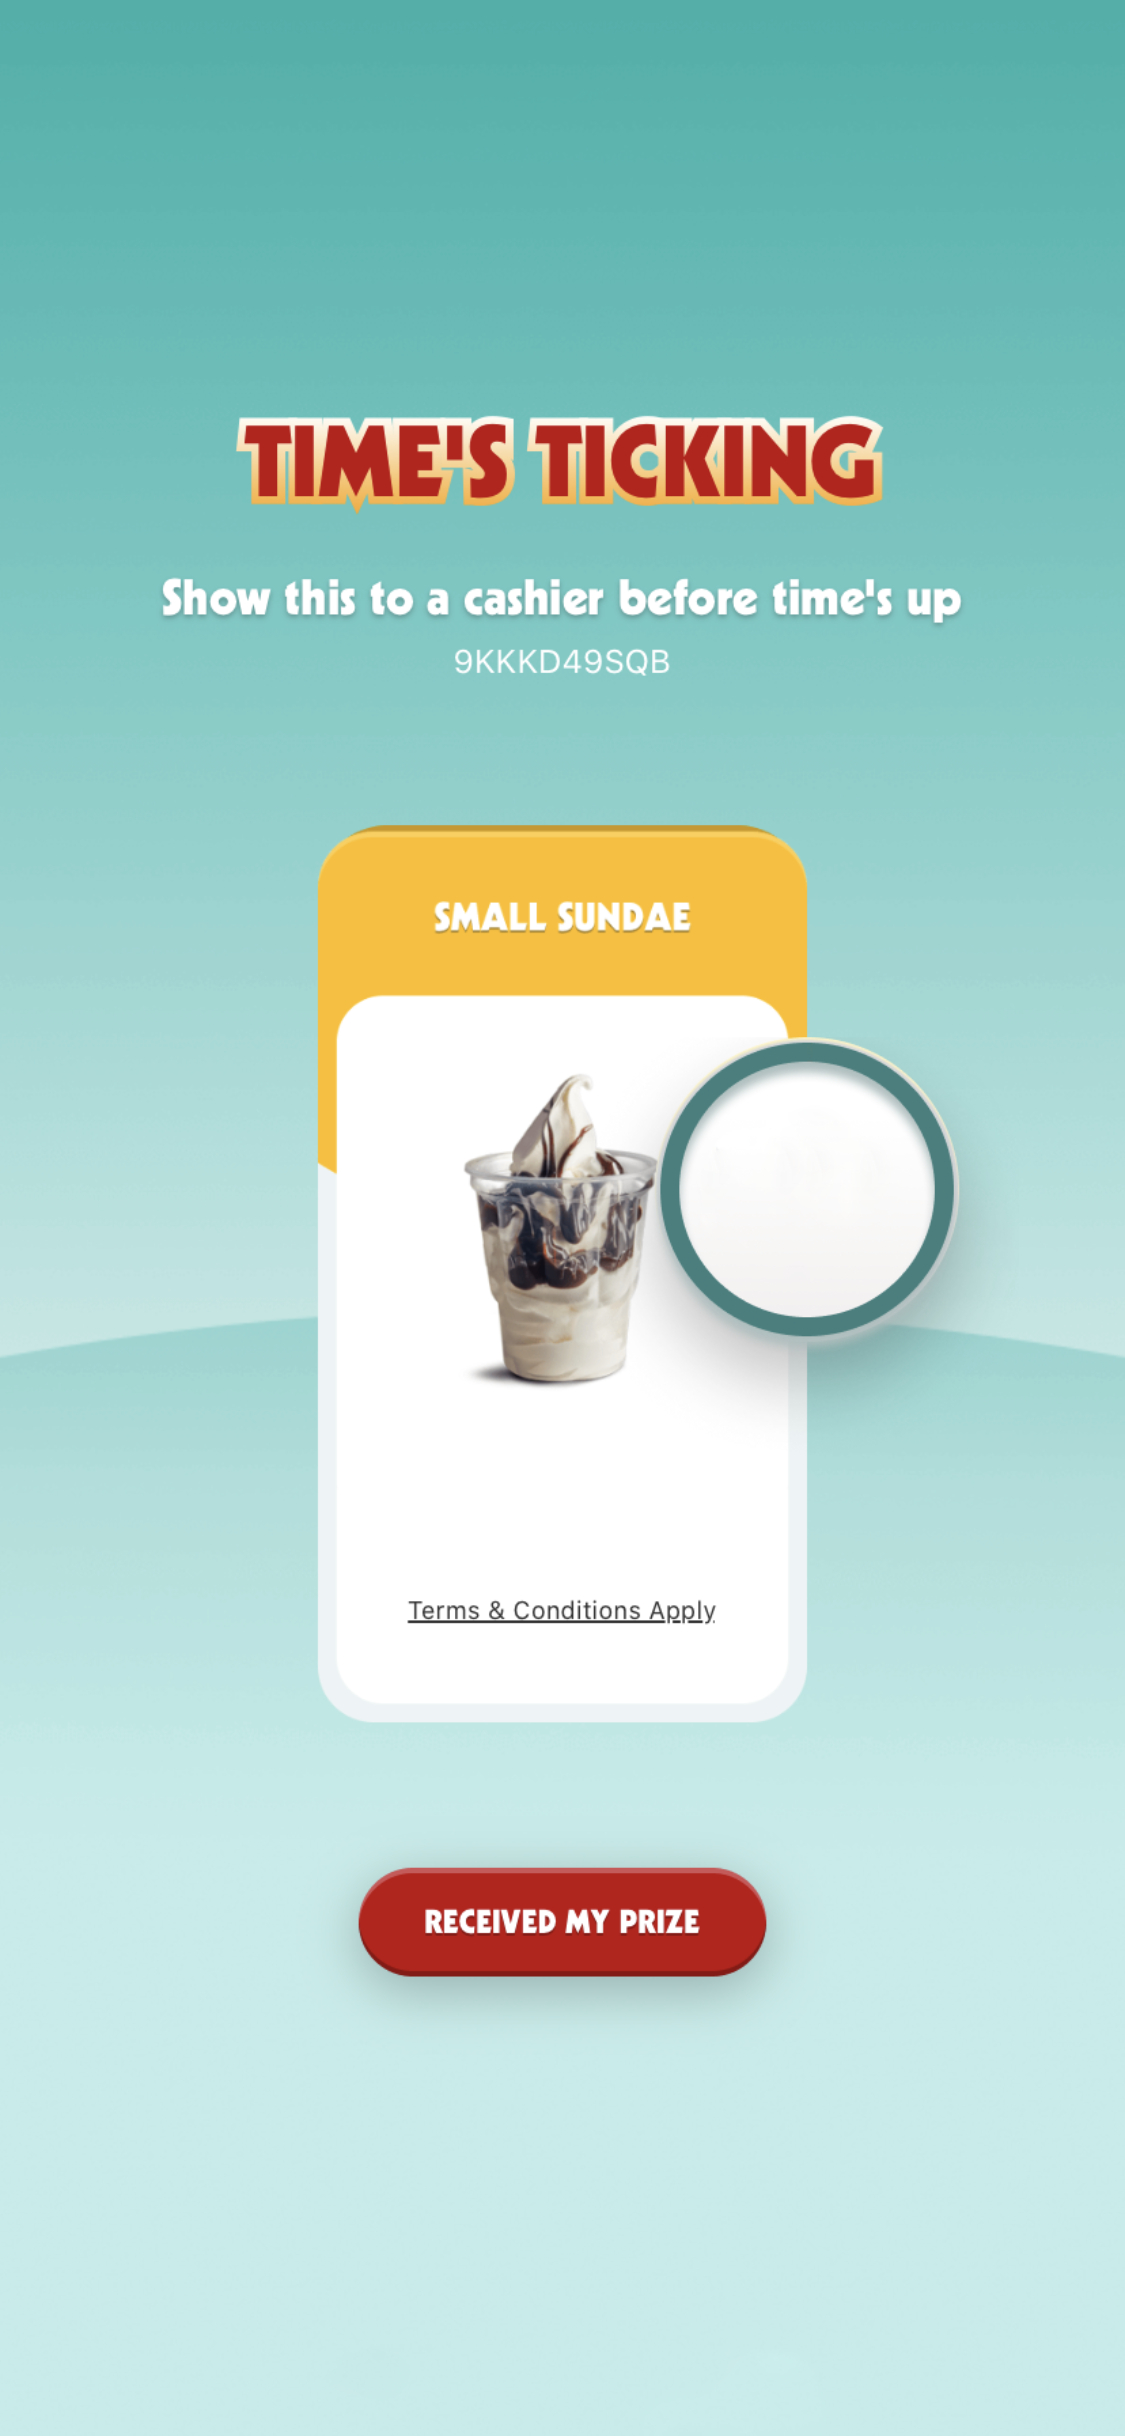 TIME'S TICKING
Show this to a cashier before time's up
9KKKD49SQB
SMALL SUNDAE
Terms & Conditions Apply
RECEIVED MY PRIZE